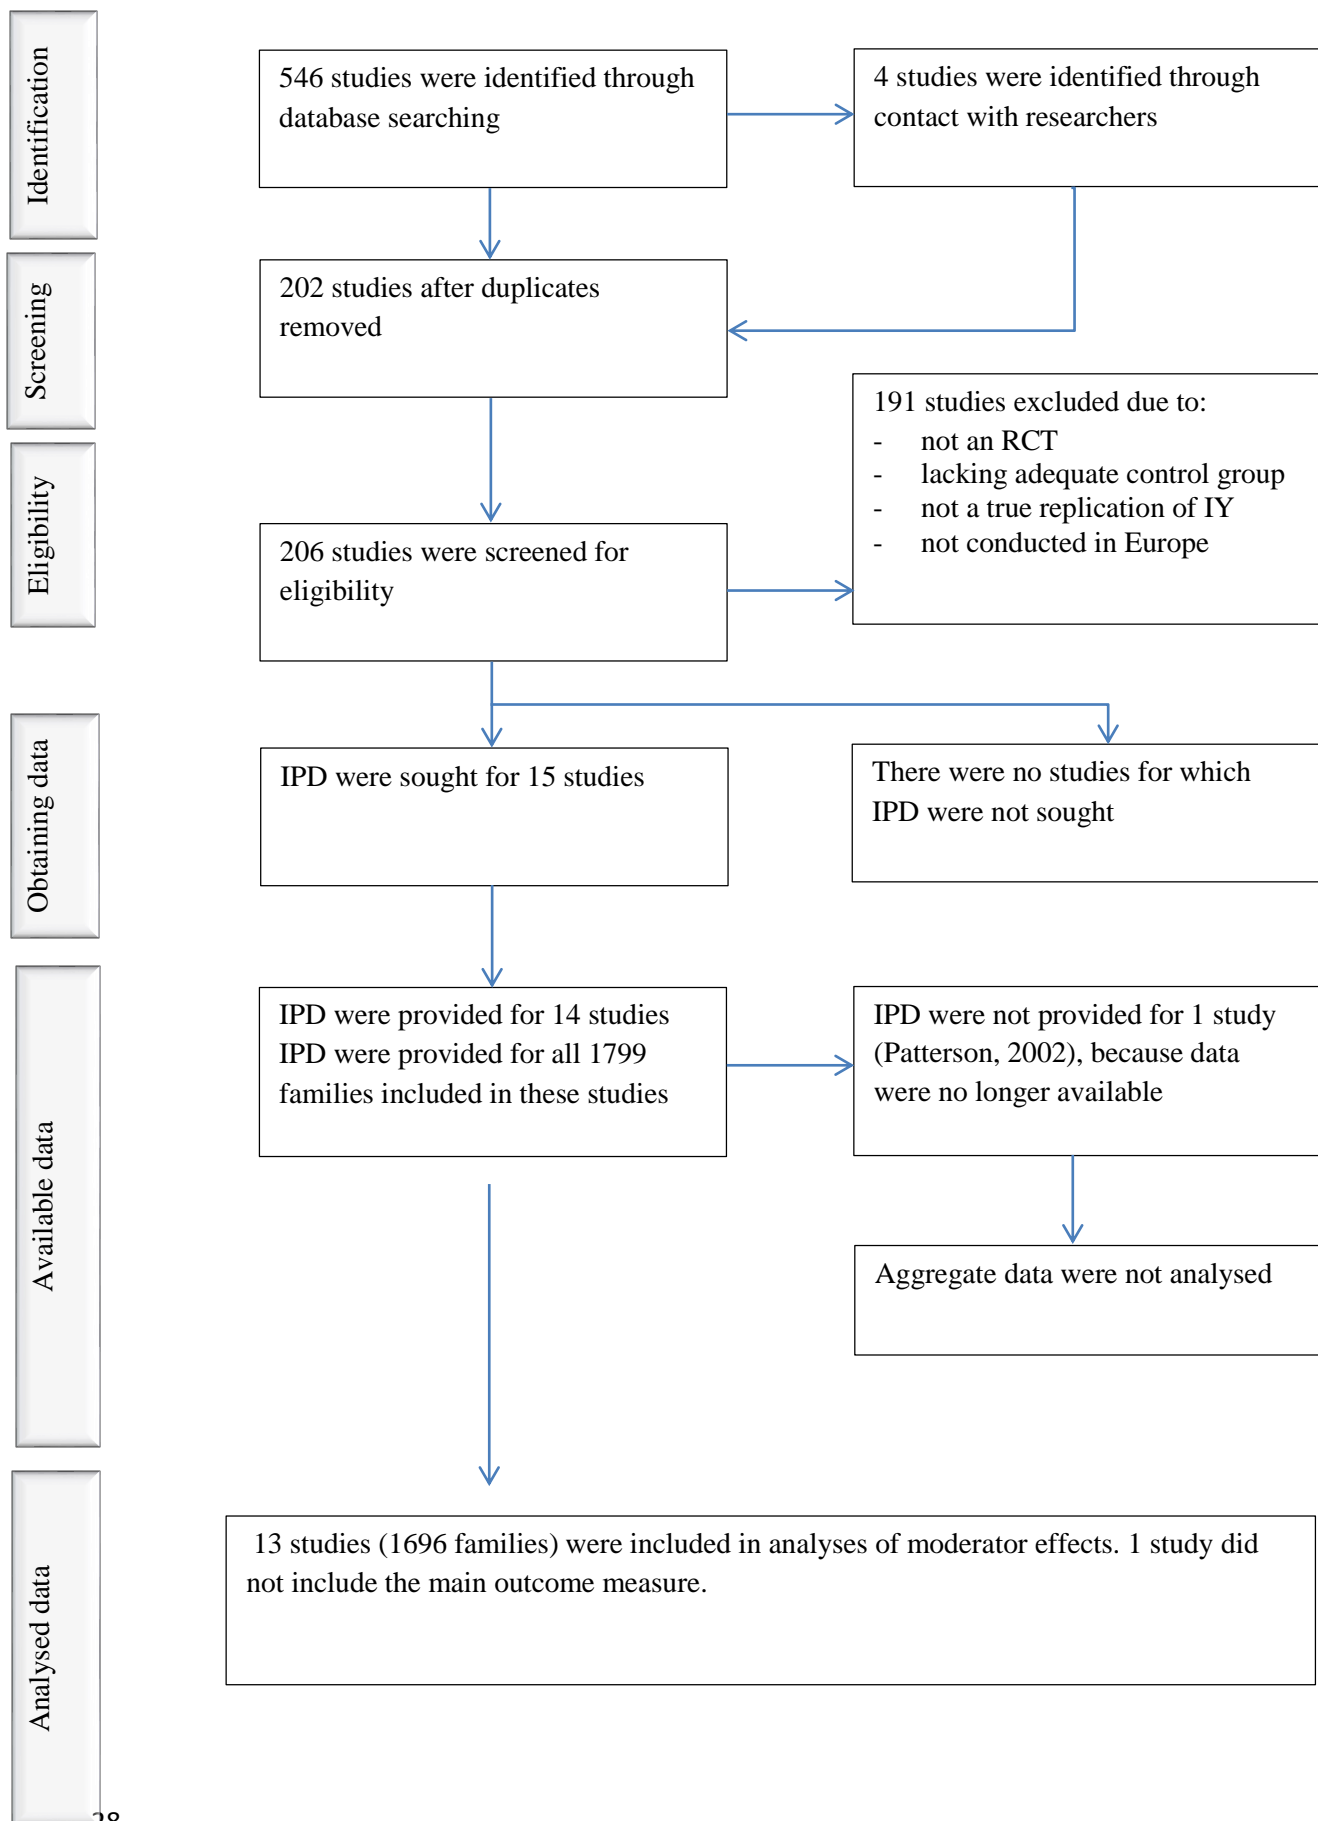 Identification
546 studies were identified through
database searching
4 studies were identified through
contact with researchers
Screening
202 studies after duplicates
removed
191 studies excluded due to:
- not an RCT
- lacking adequate control group
- not a true replication of IY
- not conducted in Europe
Eligibility
206 studies were screened for
eligibility
Obtaining data
IPD were sought for 15 studies
There were no studies for which
IPD were not sought
Available data
IPD were provided for 14 studies
IPD were provided for all 1799
families included in these studies
IPD were not provided for 1 study
(Patterson, 2002), because data
were no longer available
Aggregate data were not analysed
Analysed data
13 studies (1696 families) were included in analyses of moderator effects. 1 study did
not include the main outcome measure.